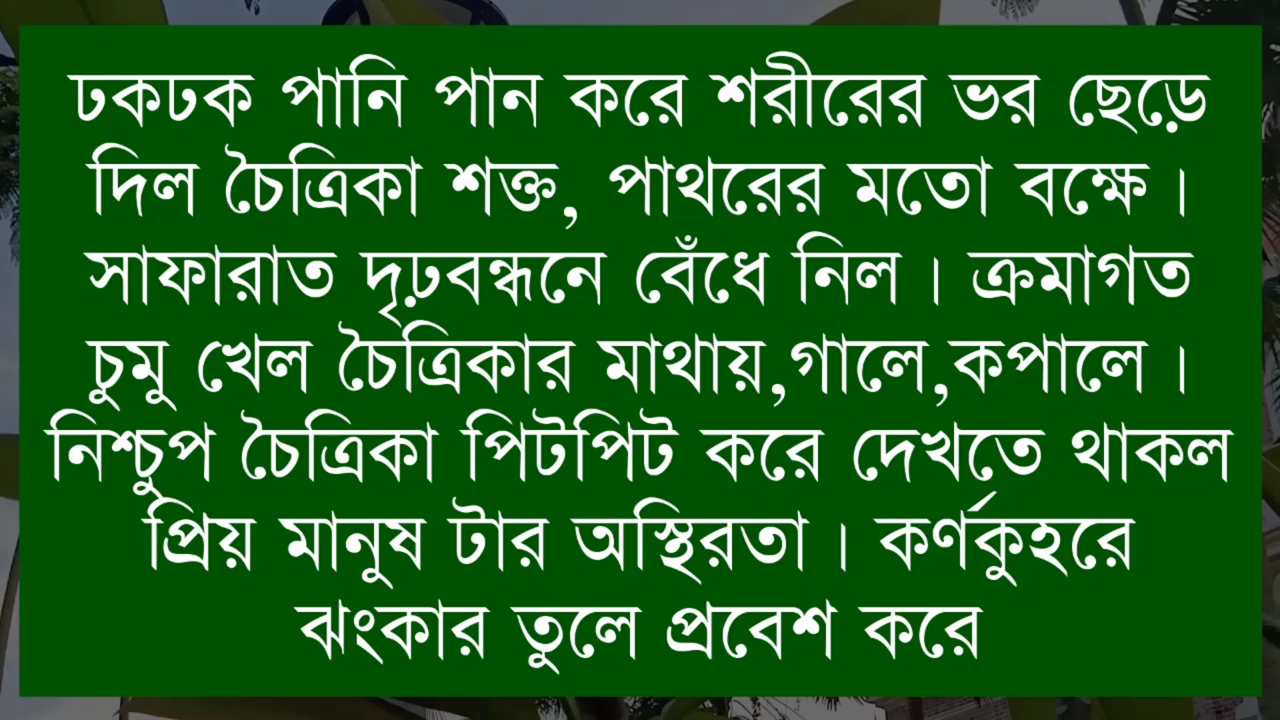 ঢকঢক পানি পান করে শরীরের ভর ছেড়ে
দিল চৈত্রিকা শক্ত, পাথরের মতো বক্ষে।
সাফারাত দৃঢ়বন্ধনে বেঁধে নিল। ক্রমাগত
চুমু খেল চৈত্রিকার মাথায়,গালে,কপালে।
নিশ্চুপ চৈত্রিকা পিটপিট করে দেখতে থাকল
প্রিয় মানুষ টার অস্থিরতা। কর্ণকুহরে
ঝংকার তুলে প্রবেশ করে